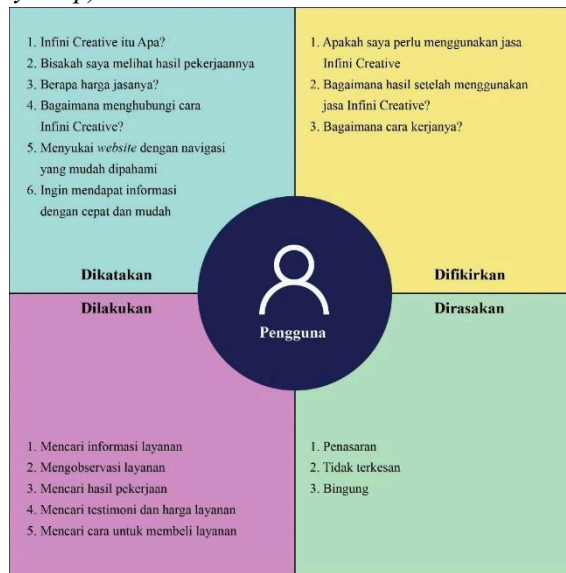 1. Infini Creative itu Apa?
2. Bisakah saya melihat hasil pekerjaannya
3. Berapa harga jasanya?
4. Bagaimana menghubungi cara
Infini Creative?
5. Menyukai website dengan navigasi
yang mudah dipahami
6. Ingin mendapat informasi
dengan cepat dan mudah
Dikatakan
1. Apakah saya perlu menggunakan jasa
Infini Creative
2. Bagaimana hasil setelah menggunakan
jasa Infini Creative?
3. Bagaimana cara kerjanya?
Difikirkan
Pengguna
Dilakukan
1. Mencari informasi layanan
2. Mengobservasi layanan
3. Mencari hasil pekerjaan
4. Mencari testimoni dan harga layanan
5. Mencari cara untuk membeli layanan
Dirasakan
1. Penasaran
2. Tidak terkesan
3. Bingung